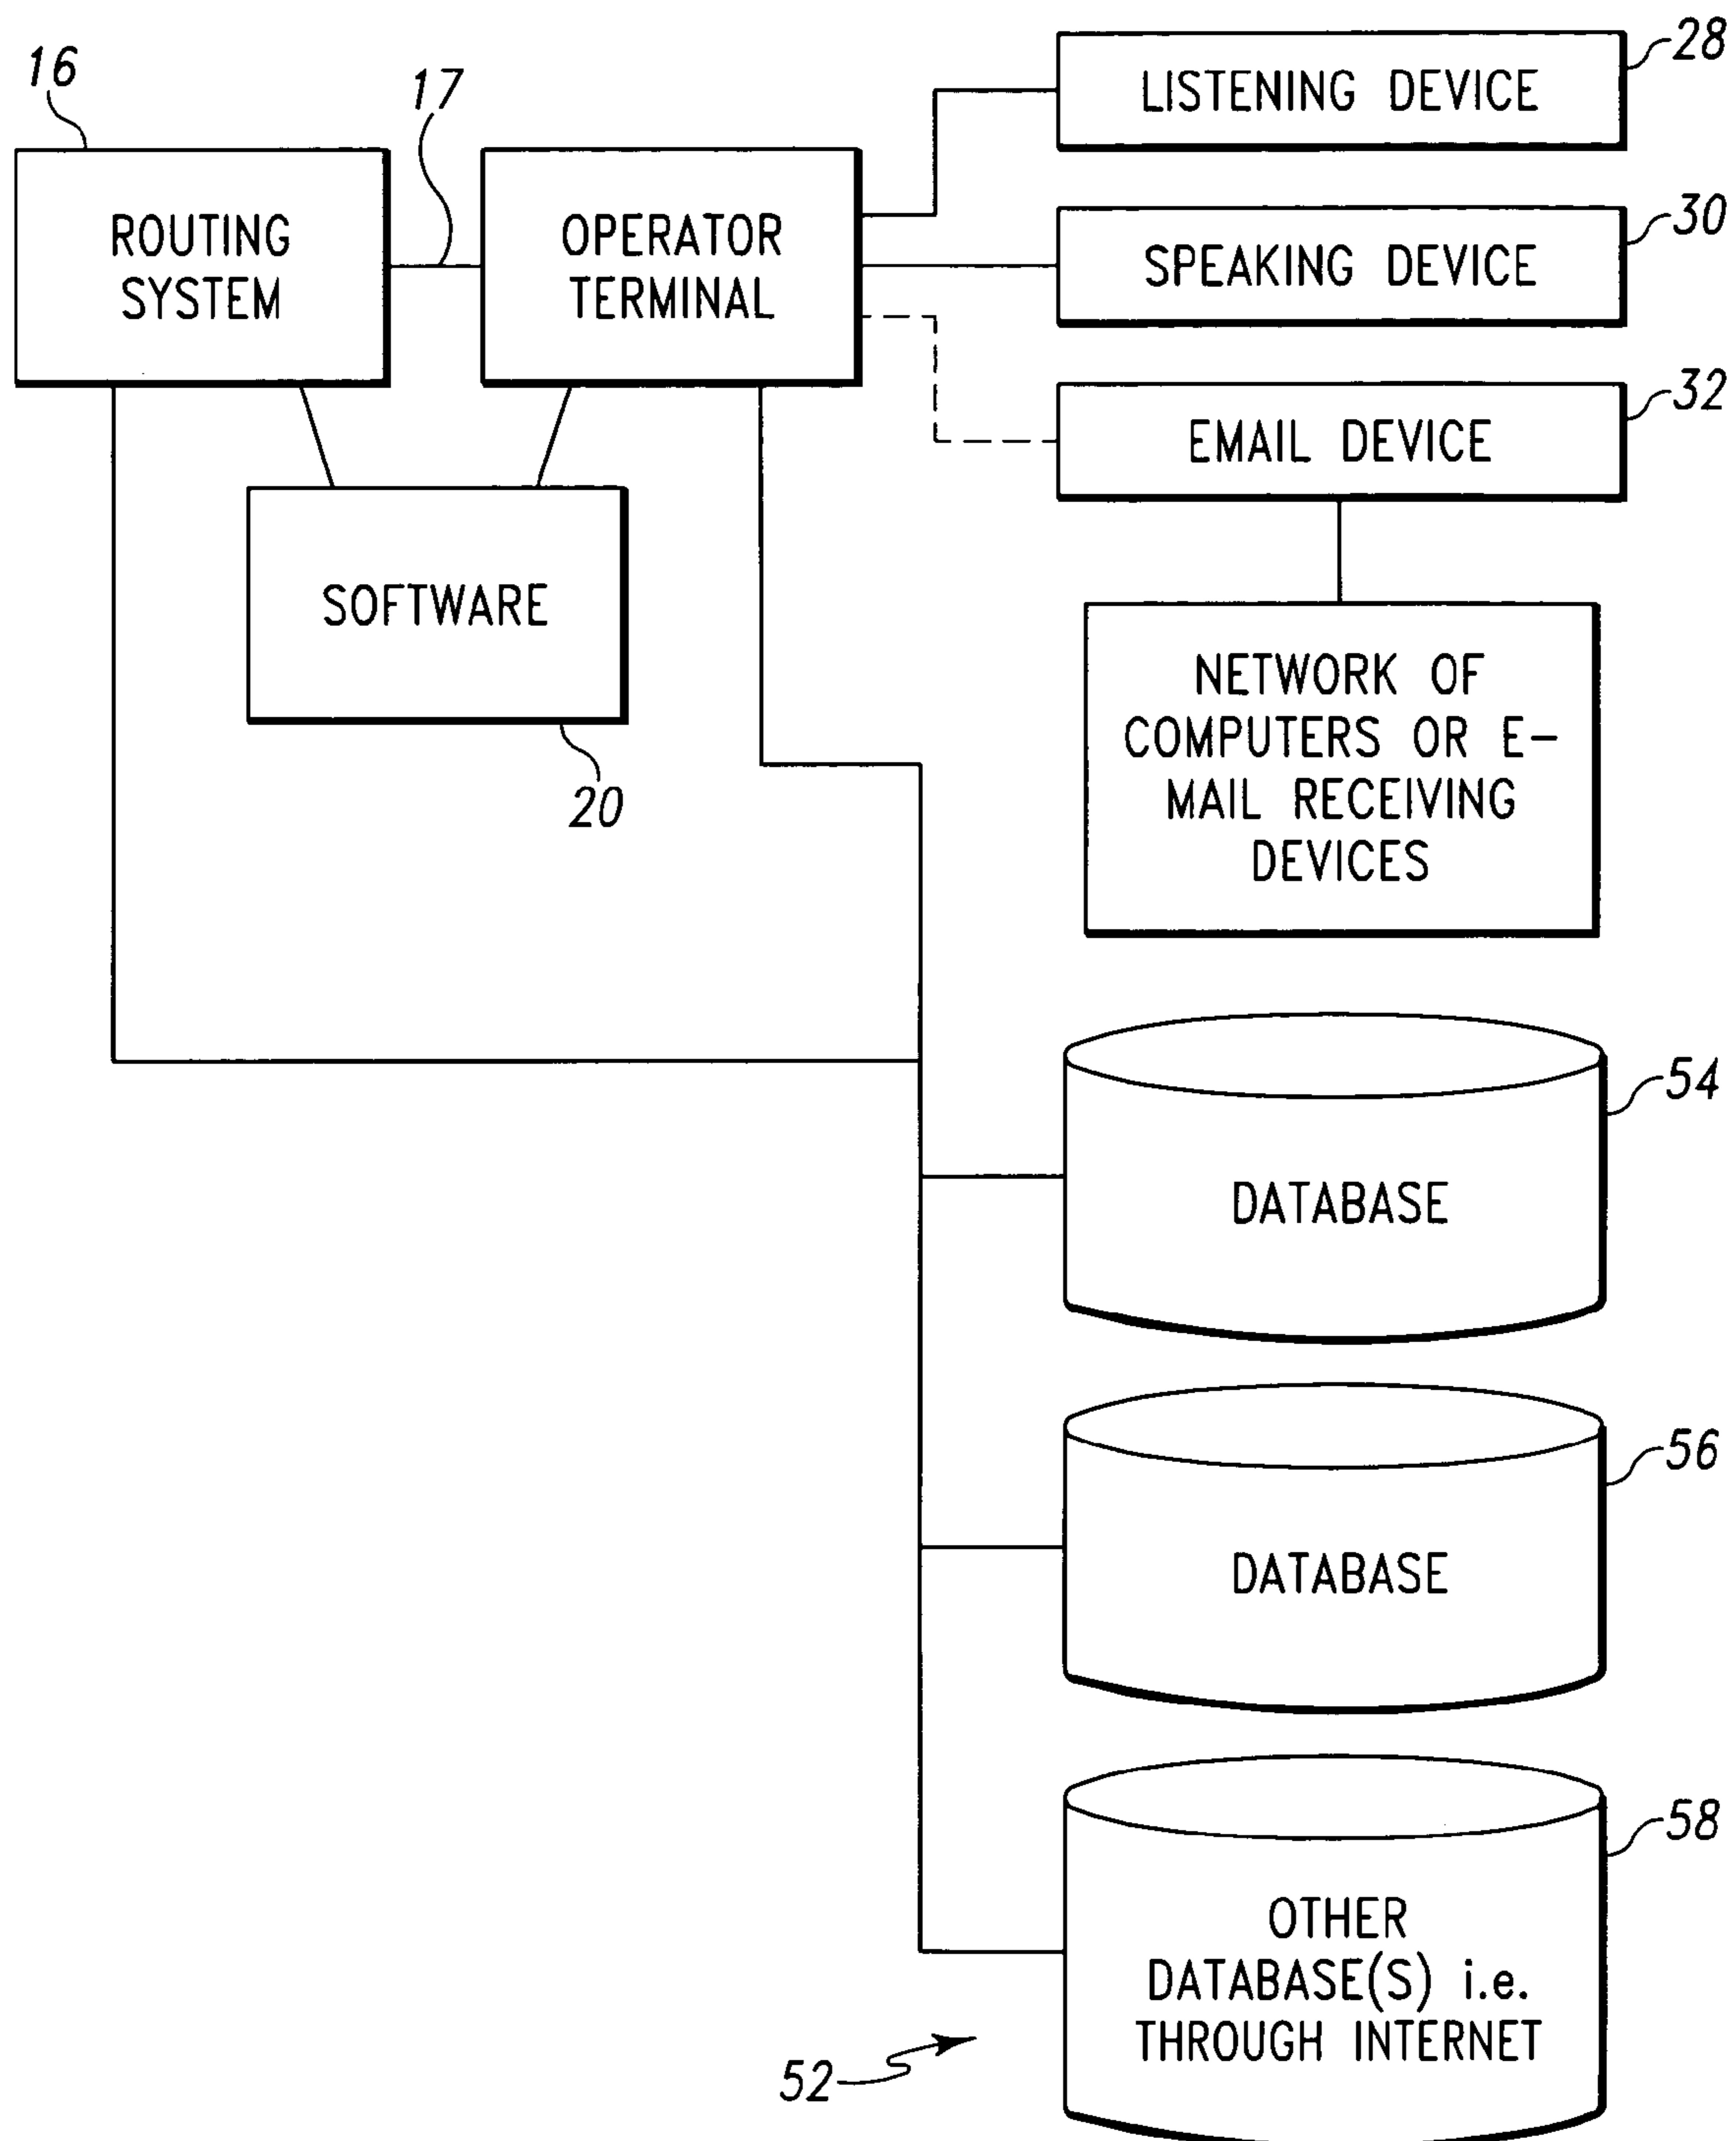 16
17
28
LISTENING DEVICE
ROUTING
SYSTEM
OPERATOR
TERMINAL
30
SPEAKING DEVICE
32
EMAIL DEVICE
SOFTWARE
20
NETWORK OF
COMPUTERS OR E-
MAIL RECEIVING
DEVICES
54
DATABASE
56
DATABASE
58
OTHER
DATABASE(S) i.e.
THROUGH INTERNET
52